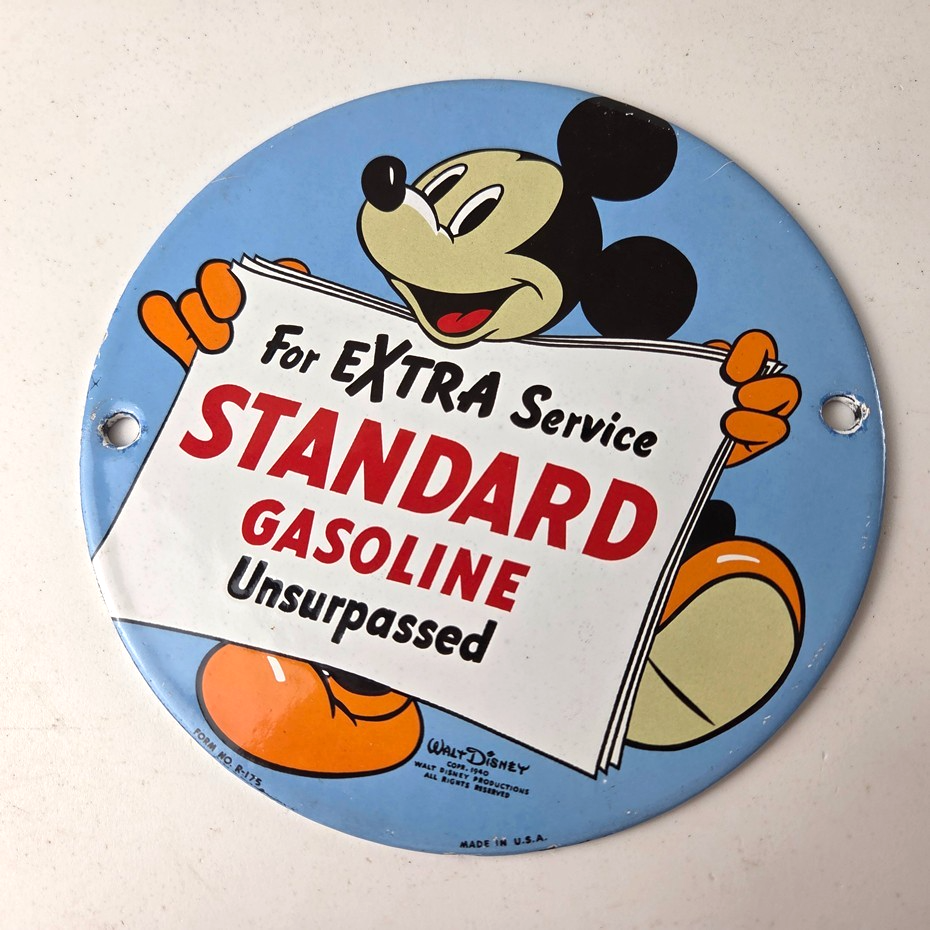 For EXTRA Service
STANDARD
GASOLINE
Unsurpassed
WALT DISNEY
COPR. 1940
WALT DISNEY PRODUCTIONS
ALL RIGHTS RESERVED
FORM NO. R-175
MADE IN U.S.A.